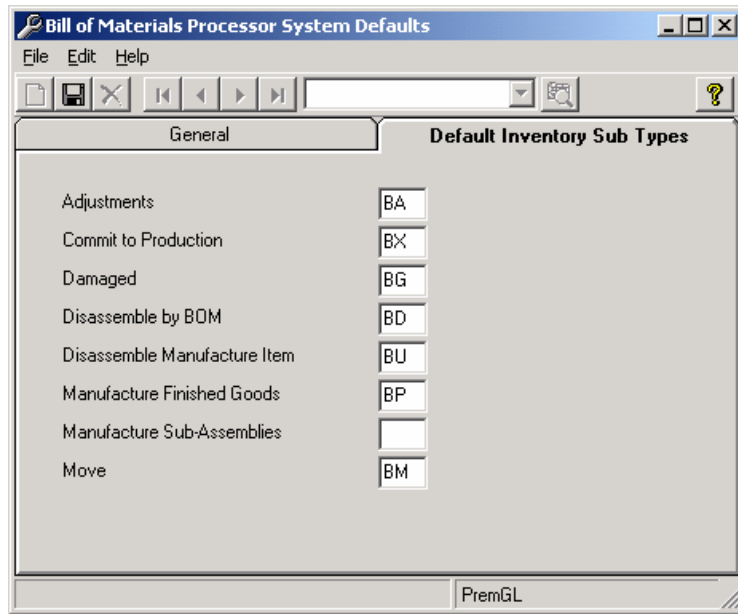 Bill of Materials Processor System Defaults
File Edit Help
?
General Default Inventory Sub Types
Adjustments BA
Commit to Production BX
Damaged BG
Disassemble by BOM BD
Disassemble Manufacture Item BU
Manufacture Finished Goods BP
Manufacture Sub-Assemblies
Move BM
PremGL